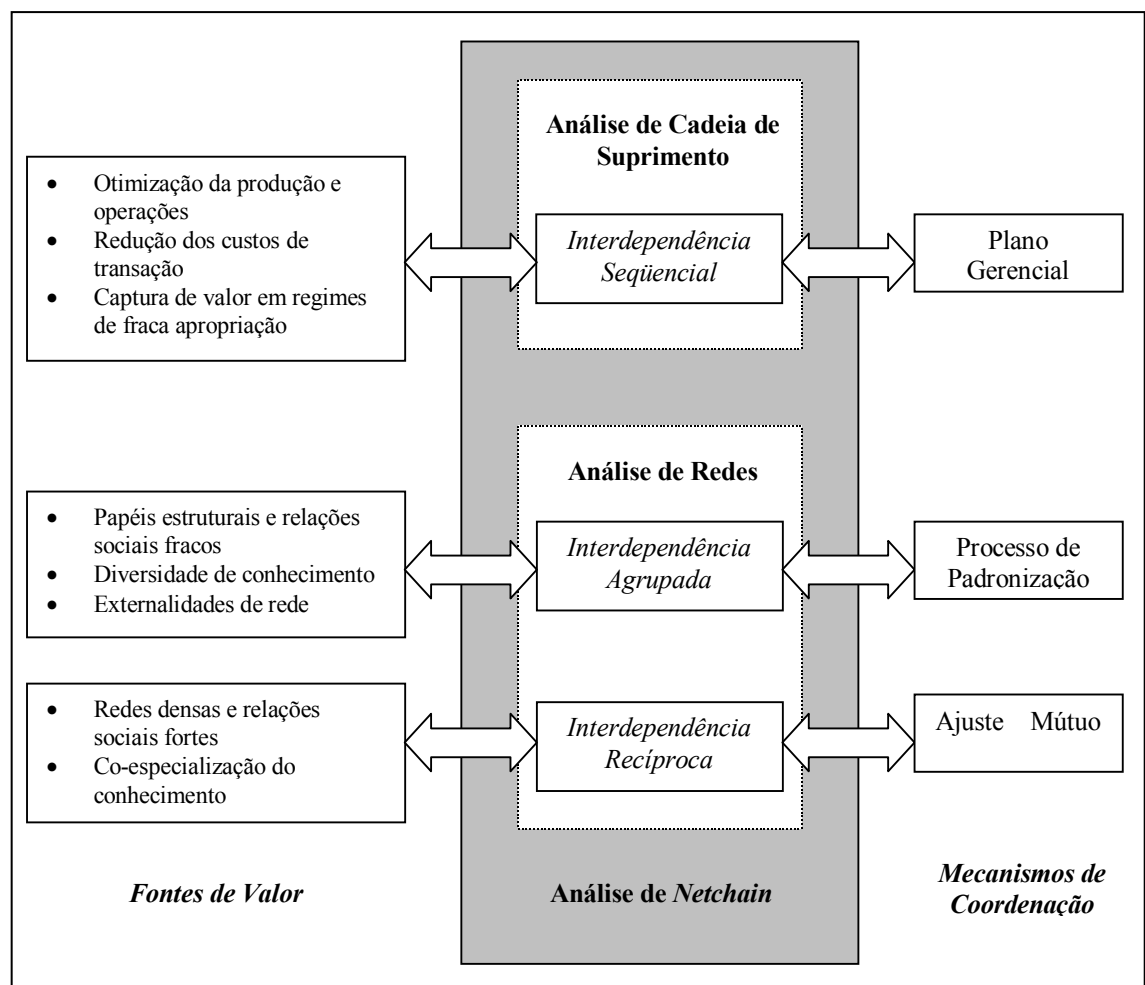 Análise de Cadeia de
Suprimento
• Otimização da produção e
operações
• Redução dos custos de
transação
• Captura de valor em regimes
de fraca apropriação
Interdependência
Seqüencial
Plano
Gerencial
Análise de Redes
• Papéis estruturais e relações
sociais fracos
• Diversidade de conhecimento
• Externalidades de rede
Interdependência
Agrupada
Processo de
Padronização
• Redes densas e relações
sociais fortes
• Co-especialização do
conhecimento
Interdependência
Recíproca
Ajuste Mútuo
Fontes de Valor
Análise de Netchain
Mecanismos de
Coordenação